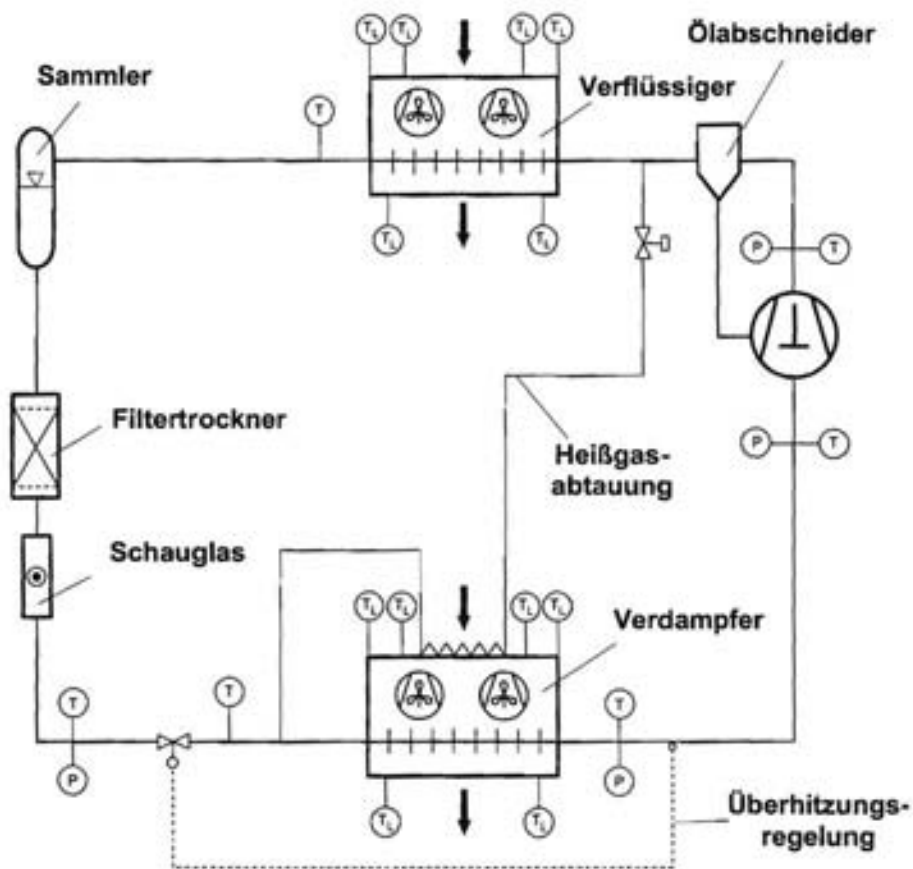 T_L T_L T_L T_L
Ölabschneider
Sammler
Verflüssiger
T
T_L T_L
P T
Filtertrockner
P T
Heißgas-
abtauung
Schauglas
T_L T_L T_L T_L
Verdampfer
T T T
P P
T_L T_L
Überhitzungs-
regelung